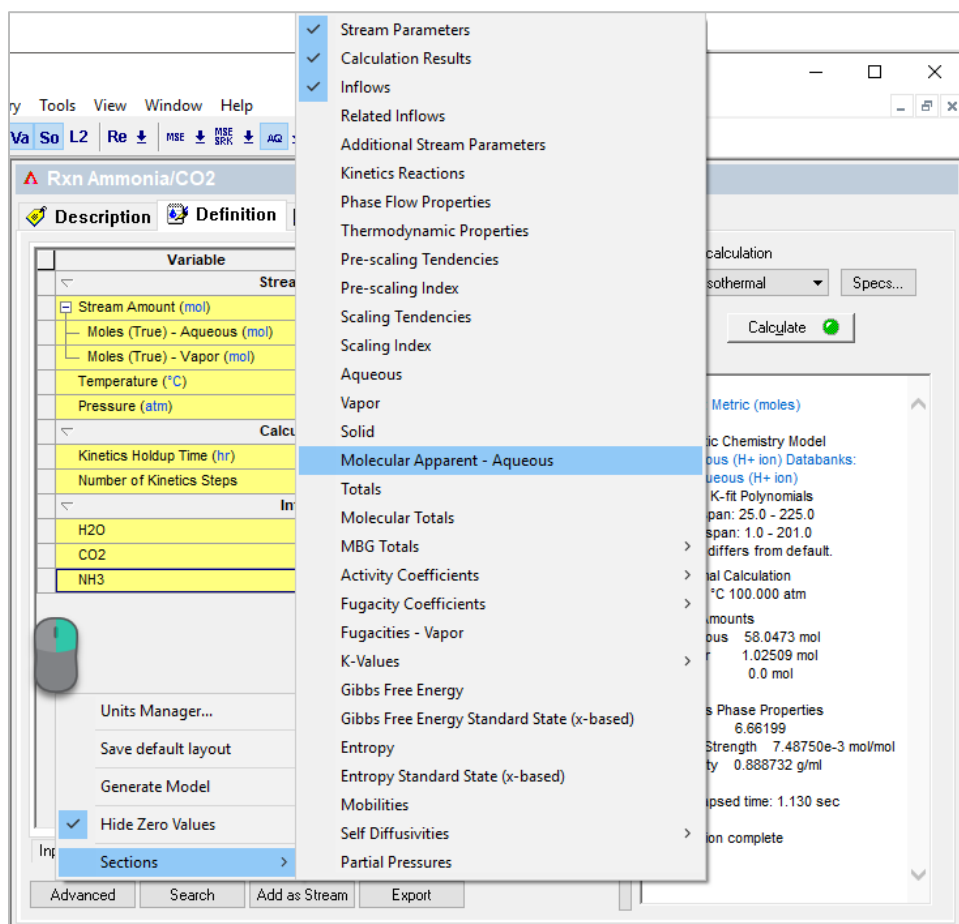 ry Tools View Window Help
Va So L2 Re MSE MSE SRK AQ
Rxn Ammonia/CO2
Description Definition
Variable
Strea
Stream Amount (mol)
Moles (True) - Aqueous (mol)
Moles (True) - Vapor (mol)
Temperature (°C)
Pressure (atm)
Calcu
Kinetics Holdup Time (hr)
Number of Kinetics Steps
In
H2O
CO2
NH3
Units Manager...
Save default layout
Generate Model
Hide Zero Values
Sections
Inp
Advanced Search Add as Stream Export
Stream Parameters
Calculation Results
Inflows
Related Inflows
Additional Stream Parameters
Kinetics Reactions
Phase Flow Properties
Thermodynamic Properties
Pre-scaling Tendencies
Pre-scaling Index
Scaling Tendencies
Scaling Index
Aqueous
Vapor
Solid
Molecular Apparent - Aqueous
Totals
Molecular Totals
MBG Totals
Activity Coefficients
Fugacity Coefficients
Fugacities - Vapor
K-Values
Gibbs Free Energy
Gibbs Free Energy Standard State (x-based)
Entropy
Entropy Standard State (x-based)
Mobilities
Self Diffusivities
Partial Pressures
calculation
sothermal Specs...
Calculate
Metric (moles)
tic Chemistry Model
ous (H+ ion) Databanks:
ueous (H+ ion)
K-fit Polynomials
span: 25.0 - 225.0
span: 1.0 - 201.0
differs from default.
nal Calculation
°C 100.000 atm
Amounts
ous 58.0473 mol
r 1.02509 mol
0.0 mol
s Phase Properties
6.66199
Strength 7.48750e-3 mol/mol
ty 0.888732 g/ml
apsed time: 1.130 sec
ion complete